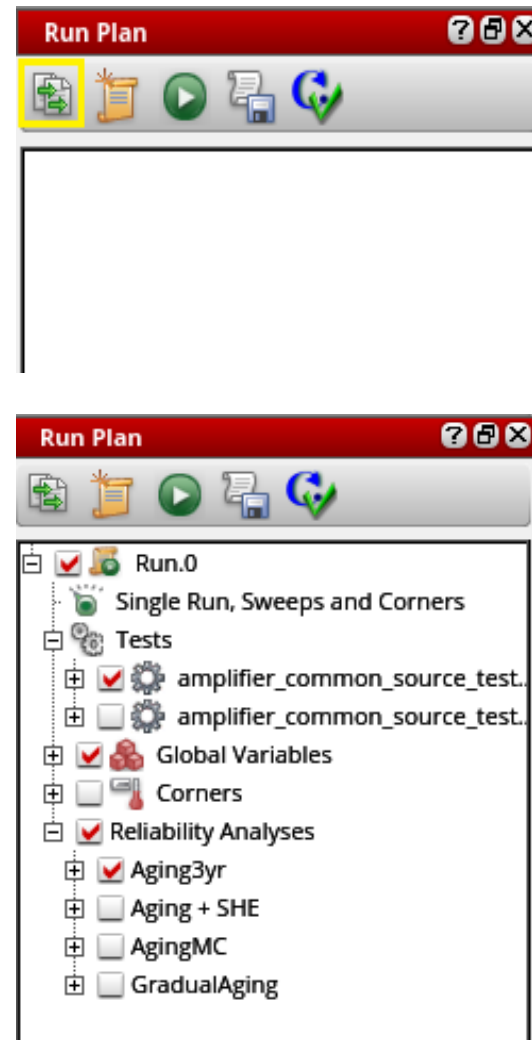 Run Plan
Run Plan
Run.0
Single Run, Sweeps and Corners
Tests
amplifier_common_source_test..
amplifier_common_source_test..
Global Variables
Corners
Reliability Analyses
Aging3yr
Aging + SHE
AgingMC
GradualAging